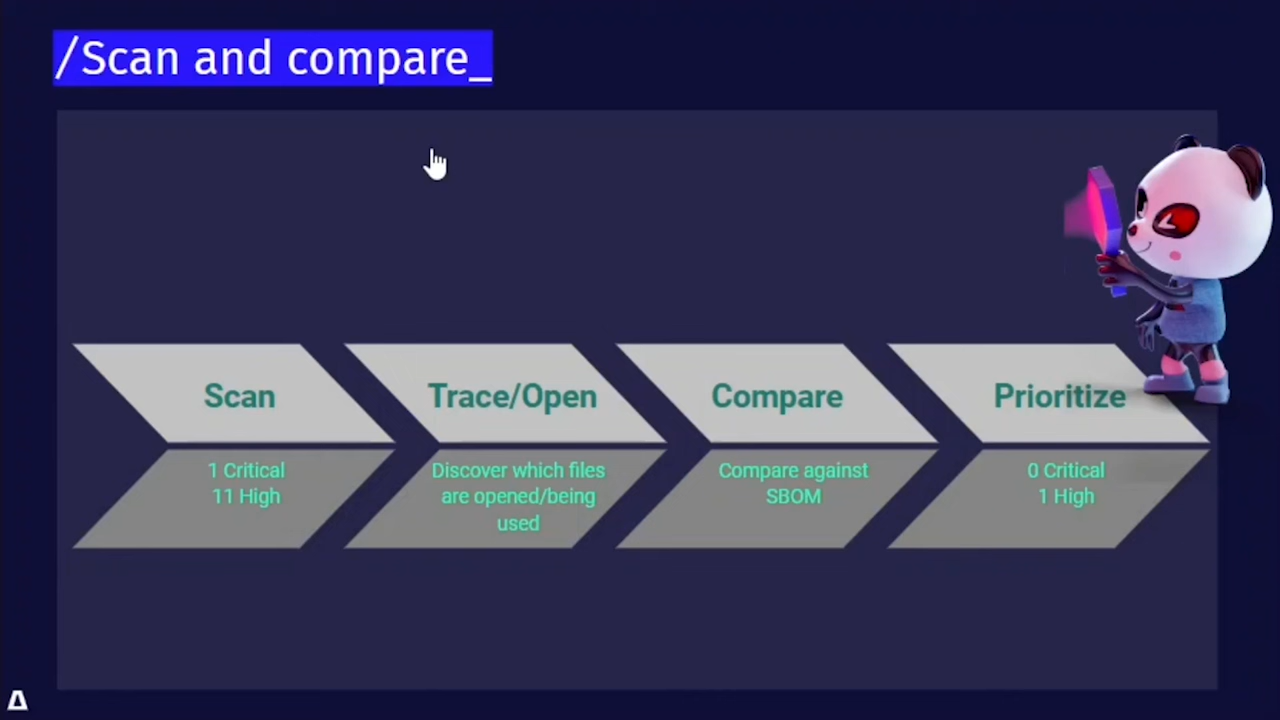 /Scan and compare_
Scan
Trace/Open
Compare
Prioritize
1 Critical
11 High
Discover which files
are opened/being
used
Compare against
SBOM
0 Critical
1 High